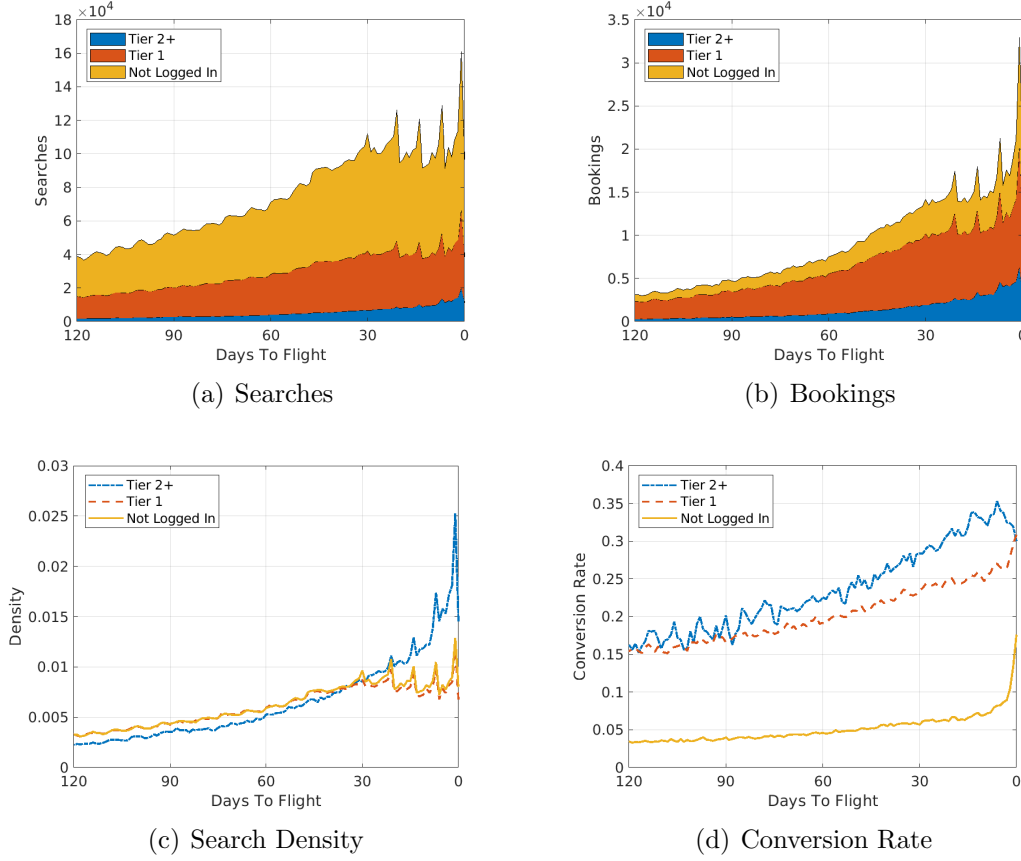 ×10⁴
18
16
14
12
10
8
6
4
2
0
120
90
60
30
0
Searches
Days To Flight
Tier 2+
Tier 1
Not Logged In
(a) Searches
×10⁴
3.5
3
2.5
2
1.5
1
0.5
0
120
90
60
30
0
Bookings
Days To Flight
Tier 2+
Tier 1
Not Logged In
(b) Bookings
0.03
0.025
0.02
0.015
0.01
0.005
0
120
90
60
30
0
Density
Days To Flight
Tier 2+
Tier 1
Not Logged In
(c) Search Density
0.4
0.35
0.3
0.25
0.2
0.15
0.1
0.05
0
120
90
60
30
0
Conversion Rate
Days To Flight
Tier 2+
Tier 1
Not Logged In
(d) Conversion Rate